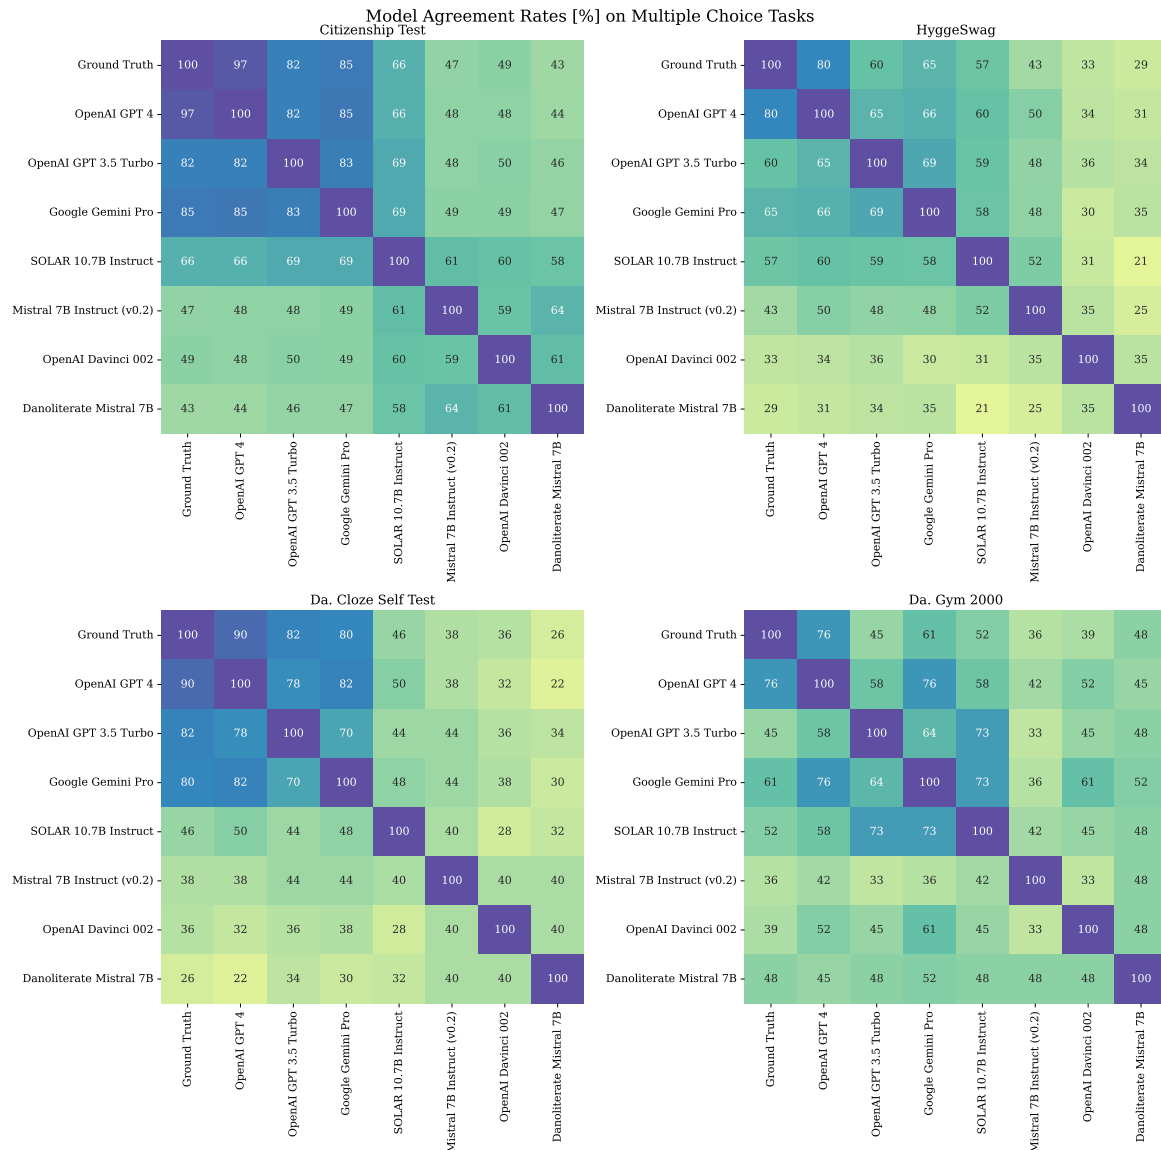 Model Agreement Rates [%] on Multiple Choice Tasks
Citizenship Test
Ground Truth 100 97 82 85 66 47 49 43
OpenAI GPT 4 97 100 82 85 66 48 48 44
OpenAI GPT 3.5 Turbo 82 82 100 83 69 48 50 46
Google Gemini Pro 85 85 83 100 69 49 49 47
SOLAR 10.7B Instruct 66 66 69 69 100 61 60 58
Mistral 7B Instruct (v0.2) 47 48 48 49 61 100 59 64
OpenAI Davinci 002 49 48 50 49 60 59 100 61
Danoliterate Mistral 7B 43 44 46 47 58 64 61 100
Ground Truth
OpenAI GPT 4
OpenAI GPT 3.5 Turbo
Google Gemini Pro
SOLAR 10.7B Instruct
Mistral 7B Instruct (v0.2)
OpenAI Davinci 002
Danoliterate Mistral 7B
HyggeSwag
Ground Truth 100 80 60 65 57 43 33 29
OpenAI GPT 4 80 100 65 66 60 50 34 31
OpenAI GPT 3.5 Turbo 60 65 100 69 59 48 36 34
Google Gemini Pro 65 66 69 100 58 48 30 35
SOLAR 10.7B Instruct 57 60 59 58 100 52 31 21
Mistral 7B Instruct (v0.2) 43 50 48 48 52 100 35 25
OpenAI Davinci 002 33 34 36 30 31 35 100 35
Danoliterate Mistral 7B 29 31 34 35 21 25 35 100
Ground Truth
OpenAI GPT 4
OpenAI GPT 3.5 Turbo
Google Gemini Pro
SOLAR 10.7B Instruct
Mistral 7B Instruct (v0.2)
OpenAI Davinci 002
Danoliterate Mistral 7B
Da. Cloze Self Test
Ground Truth 100 90 82 80 46 38 36 26
OpenAI GPT 4 90 100 78 82 50 38 32 22
OpenAI GPT 3.5 Turbo 82 78 100 70 44 44 36 34
Google Gemini Pro 80 82 70 100 48 44 38 30
SOLAR 10.7B Instruct 46 50 44 48 100 40 28 32
Mistral 7B Instruct (v0.2) 38 38 44 44 40 100 40 40
OpenAI Davinci 002 36 32 36 38 28 40 100 40
Danoliterate Mistral 7B 26 22 34 30 32 40 40 100
Ground Truth
OpenAI GPT 4
OpenAI GPT 3.5 Turbo
Google Gemini Pro
SOLAR 10.7B Instruct
Mistral 7B Instruct (v0.2)
OpenAI Davinci 002
Danoliterate Mistral 7B
Da. Gym 2000
Ground Truth 100 76 45 61 52 36 39 48
OpenAI GPT 4 76 100 58 76 58 42 52 45
OpenAI GPT 3.5 Turbo 45 58 100 64 73 33 45 48
Google Gemini Pro 61 76 64 100 73 36 61 52
SOLAR 10.7B Instruct 52 58 73 73 100 42 45 48
Mistral 7B Instruct (v0.2) 36 42 33 36 42 100 33 48
OpenAI Davinci 002 39 52 45 61 45 33 100 48
Danoliterate Mistral 7B 48 45 48 52 48 48 48 100
Ground Truth
OpenAI GPT 4
OpenAI GPT 3.5 Turbo
Google Gemini Pro
SOLAR 10.7B Instruct
Mistral 7B Instruct (v0.2)
OpenAI Davinci 002
Danoliterate Mistral 7B